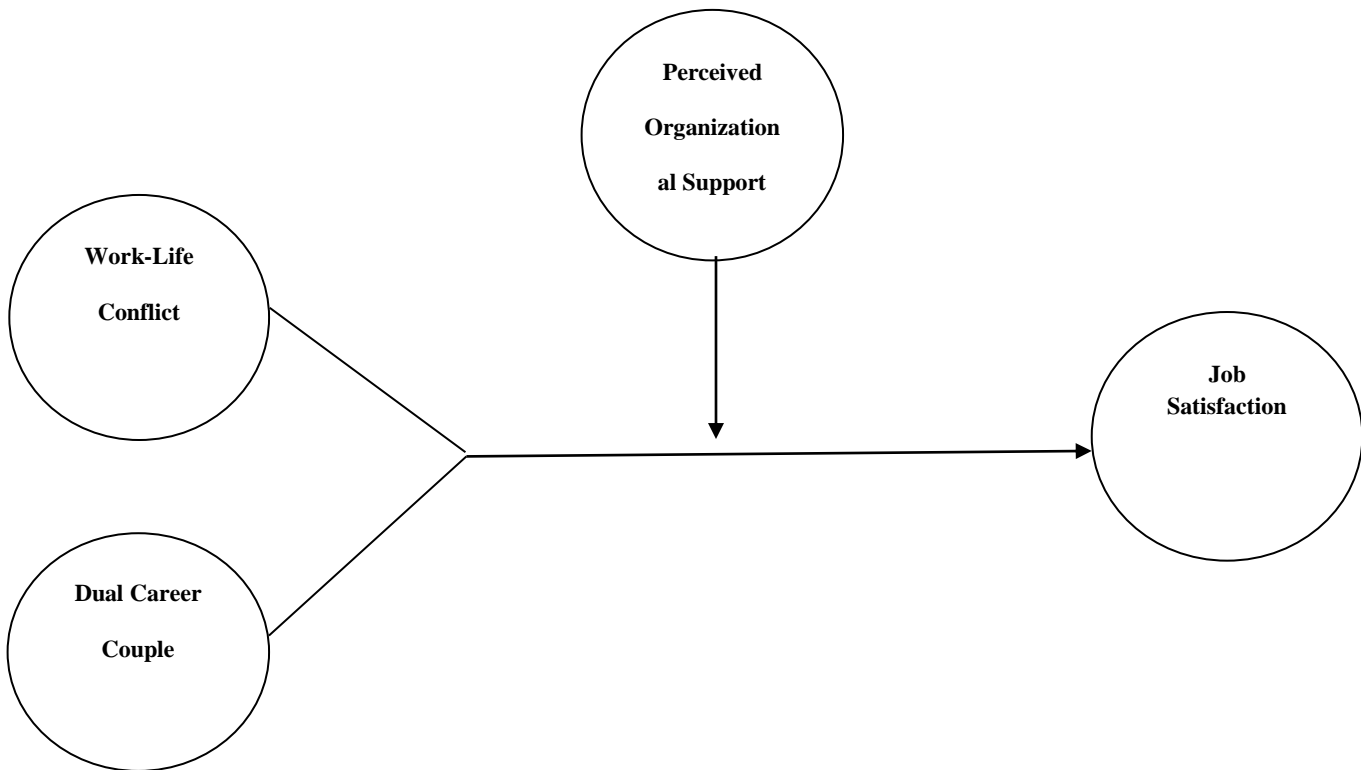 Perceived
Organization
al Support
Work-Life
Conflict
Job
Satisfaction
Dual Career
Couple